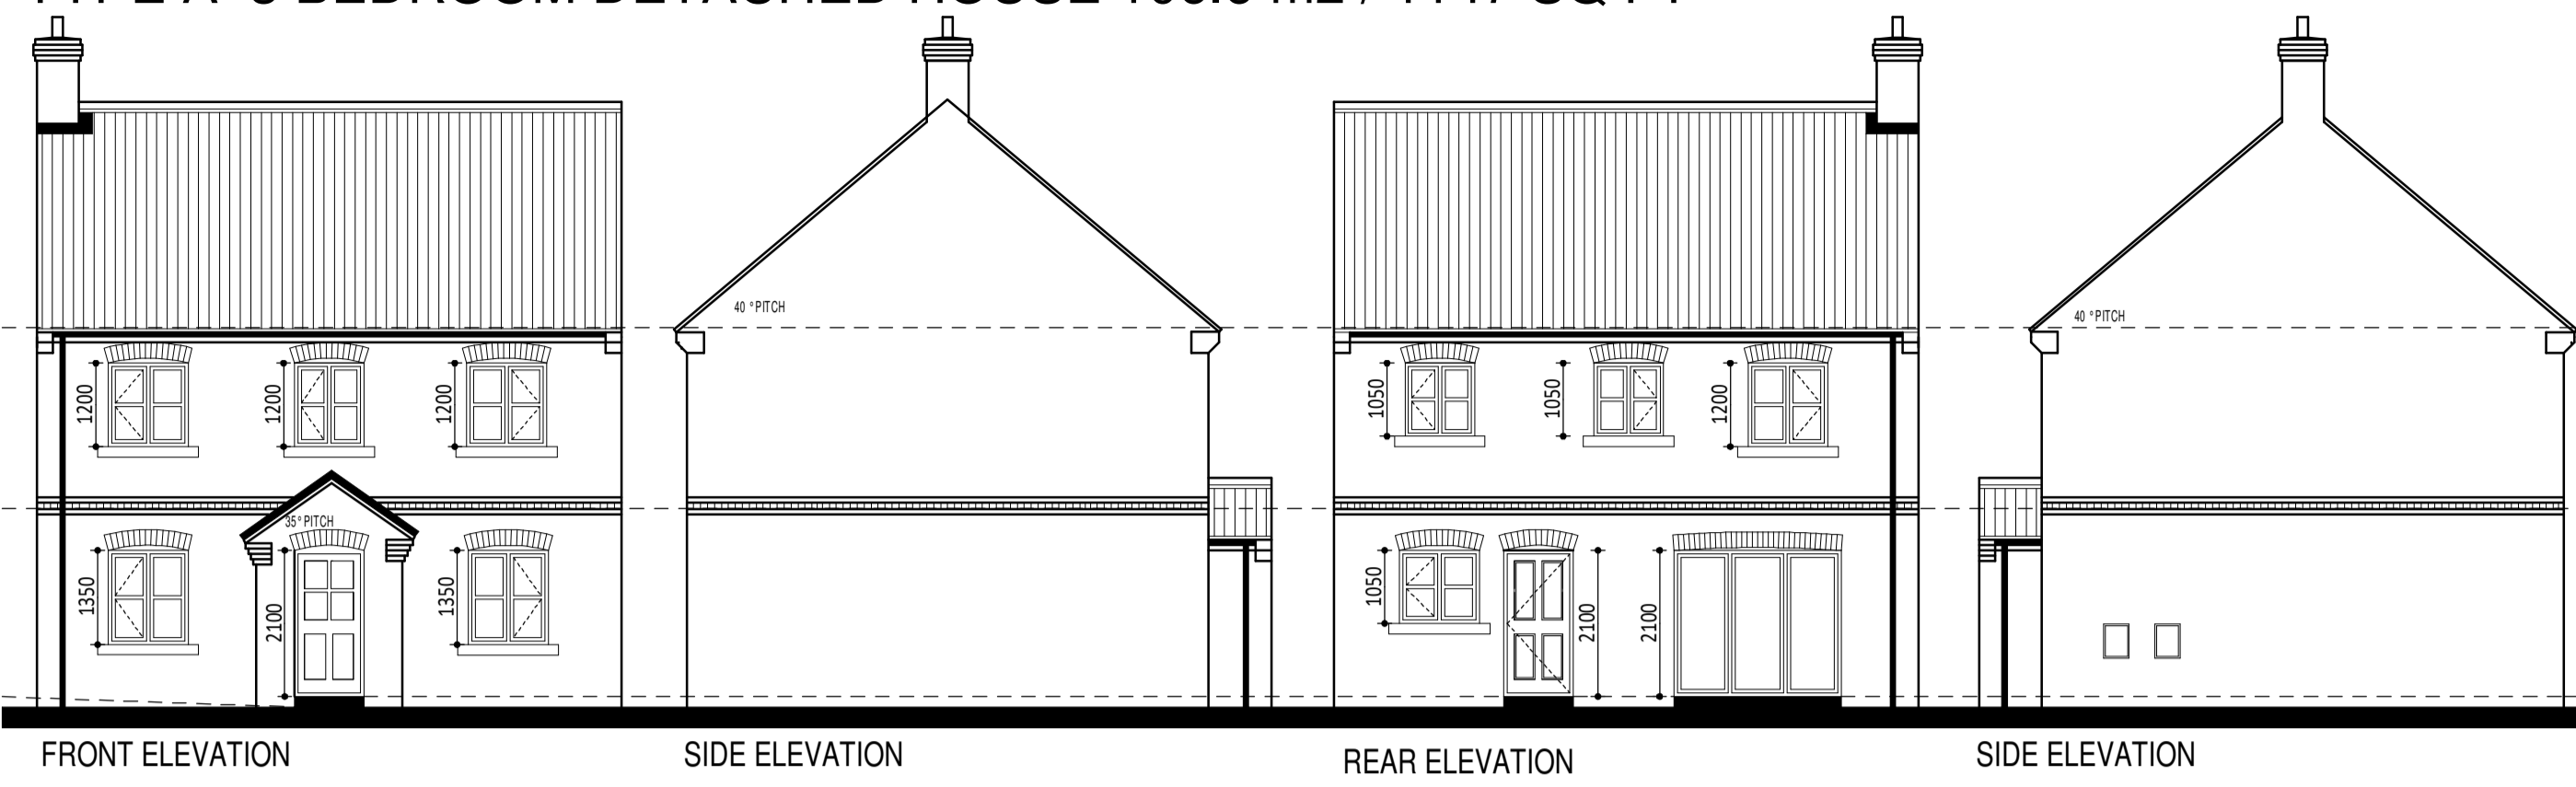 40 °PITCH
40 °PITCH
1200
1200
1200
1050
1050
1200
35° PITCH
1350
2100
1350
1050
2100
2100
FRONT ELEVATION
SIDE ELEVATION
REAR ELEVATION
SIDE ELEVATION